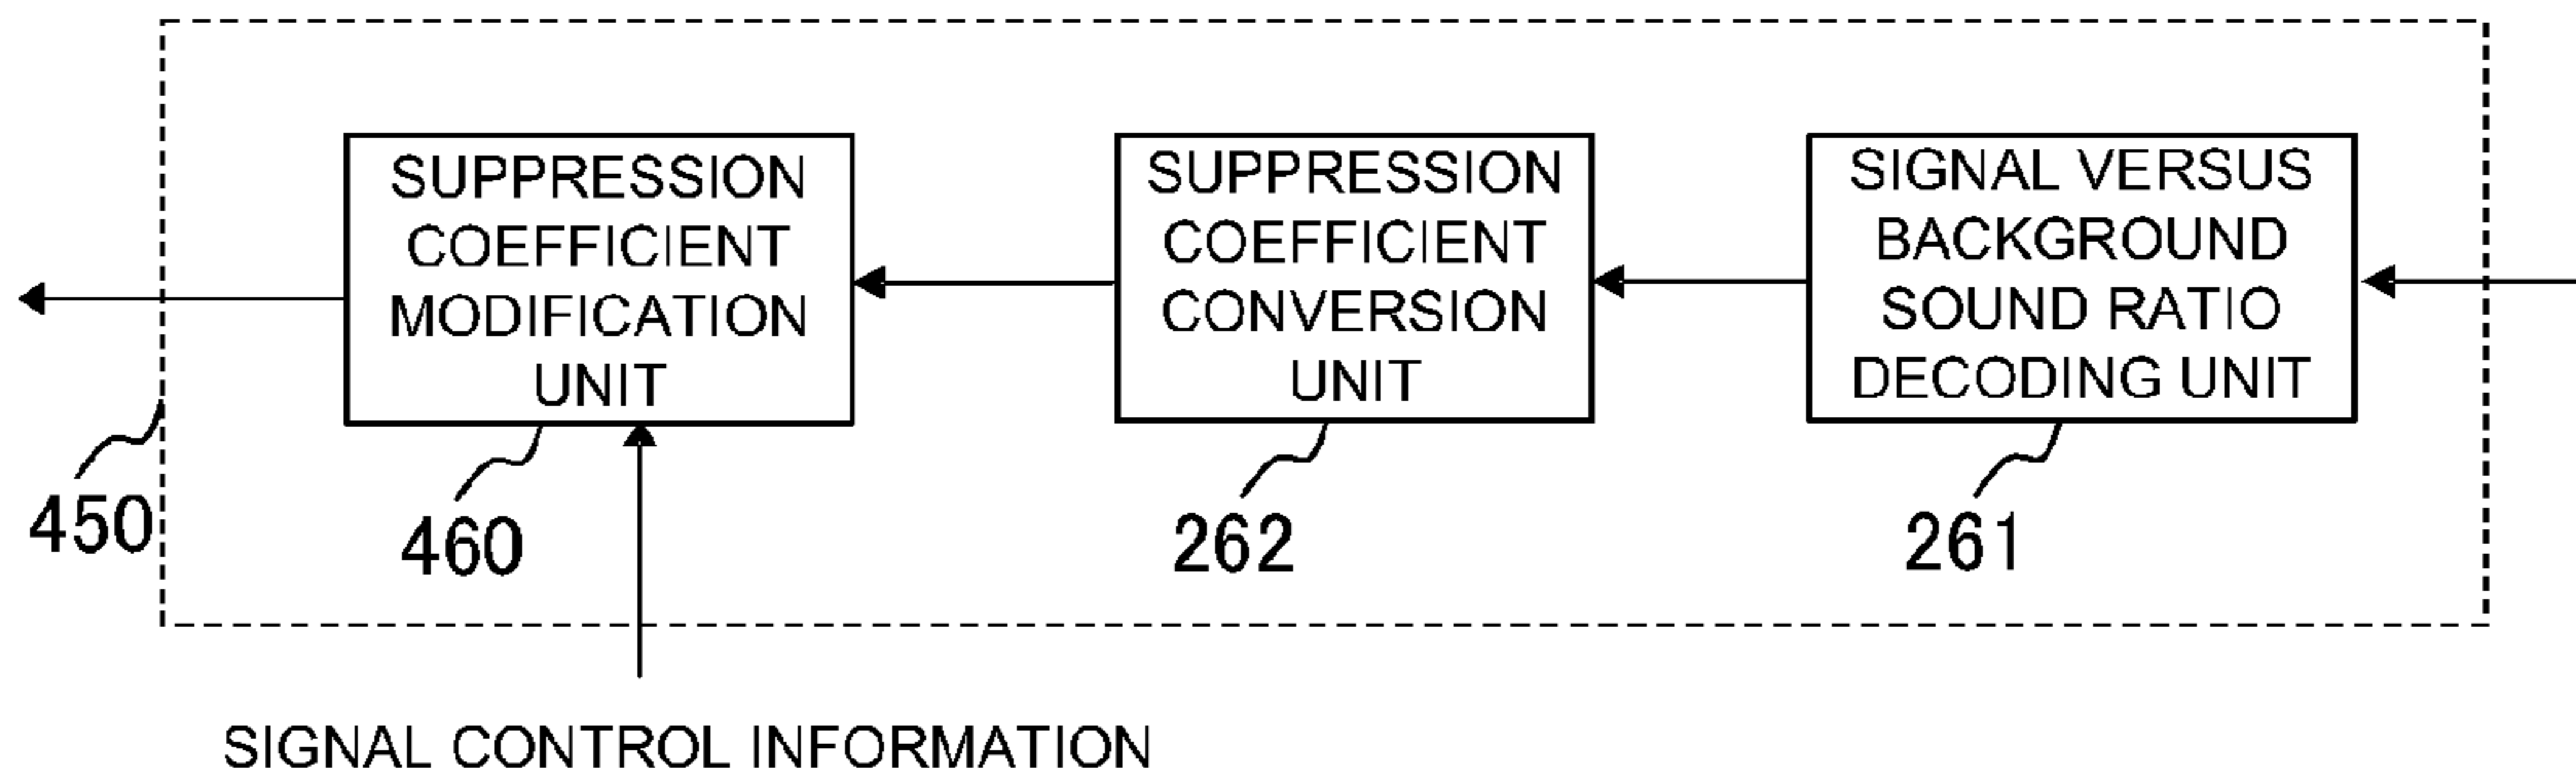 SUPPRESSION
COEFFICIENT
MODIFICATION
UNIT
SUPPRESSION
COEFFICIENT
CONVERSION
UNIT
SIGNAL VERSUS
BACKGROUND
SOUND RATIO
DECODING UNIT
450
460
262
261
SIGNAL CONTROL INFORMATION